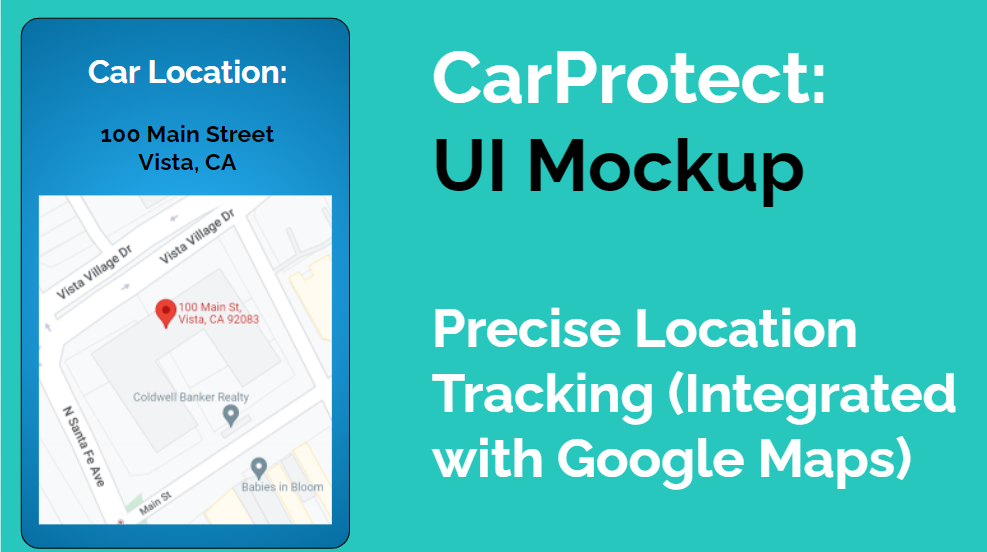 Car Location:
100 Main Street
Vista, CA
Vista Village Dr
Vista Village Dr
100 Main St,
Vista, CA 92083
Coldwell Banker Realty
N Santa Fe Ave
Babies in Bloom
Main St
CarProtect:
UI Mockup
Precise Location
Tracking (Integrated
with Google Maps)